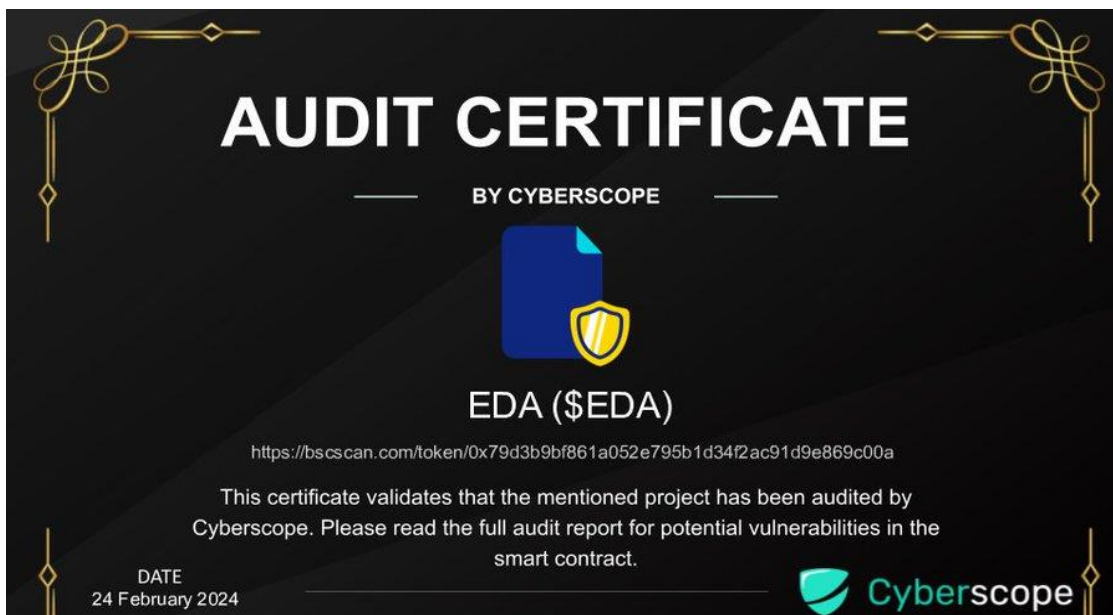 AUDIT CERTIFICATE
BY CYBERSCOPE
EDA ($EDA)
https://bscscan.com/token/0x79d3b9bf861a052e795b1d34f2ac91d9e869c00a
This certificate validates that the mentioned project has been audited by
Cyberscope. Please read the full audit report for potential vulnerabilities in the
smart contract.
DATE
24 February 2024
Cyberscope